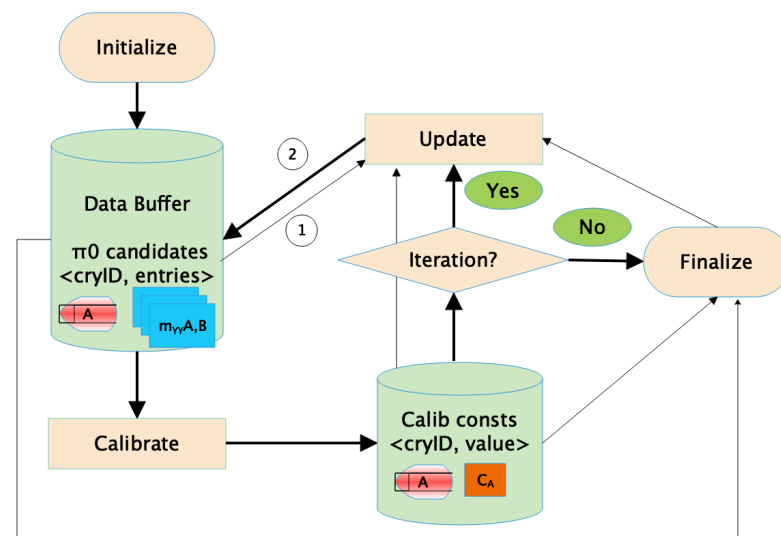 Initialize
2
Update
1
Data Buffer
π0 candidates
<cryID, entries>
A
mγγA,B
Yes
No
Iteration?
Finalize
Calibrate
Calib consts
<cryID, value>
A
CA